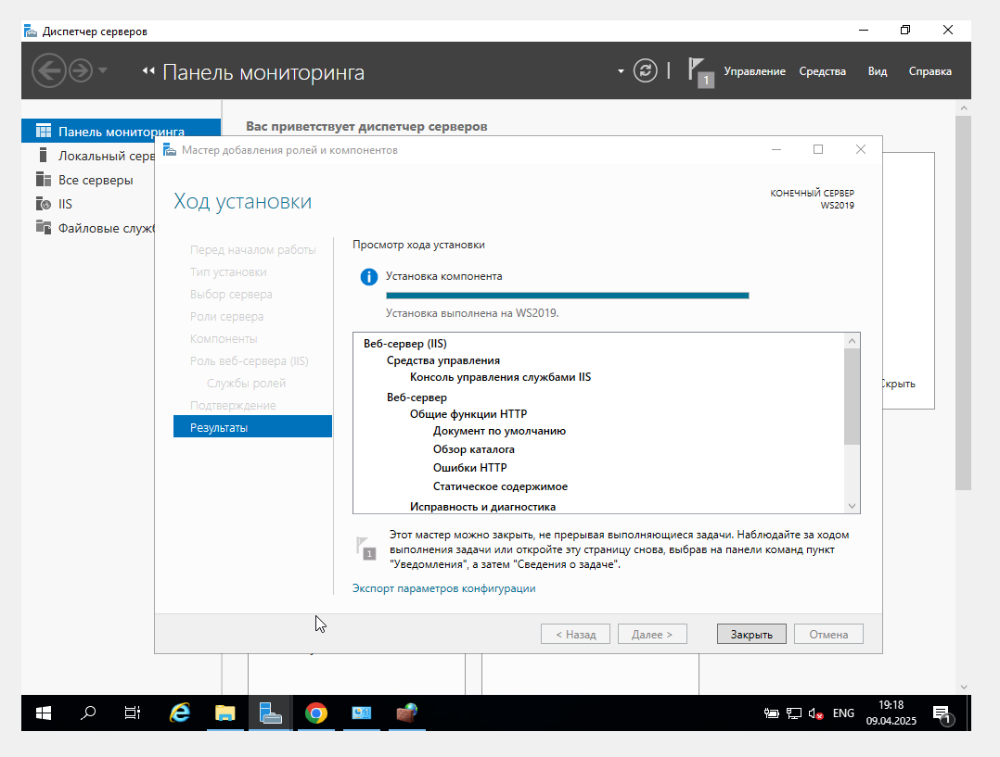 Диспетчер серверов
Панель мониторинга
1
Управление
Средства
Вид
Справка
Панель мониторинга
Локальный
Все серверы
IIS
Файловые
Вас приветствует диспетчер серверов
Скрыть
Мастер добавления ролей и компонентов
Ход установки
КОНЕЧНЫЙ СЕРВЕР
WS2019
Перед началом работы
Тип установки
Выбор сервера
Роли сервера
Компоненты
Роль веб-сервера (IIS)
Службы ролей
Подтверждение
Результаты
Просмотр хода установки
Установка компонента
Установка выполнена на WS2019.
Веб-сервер (IIS)
Средства управления
Консоль управления службами IIS
Веб-сервер
Общие функции HTTP
Документ по умолчанию
Обзор каталога
Ошибки HTTP
Статическое содержимое
Исправность и диагностика
1
Этот мастер можно закрыть, не прерывая выполняющиеся задачи. Наблюдайте за ходом
выполнения задачи или откройте эту страницу снова, выбрав на панели команд пункт
"Уведомления", а затем "Сведения о задаче".
Экспорт параметров конфигурации
< Назад
Далее >
Закрыть
Отмена
ENG
19:18
09.04.2025
1